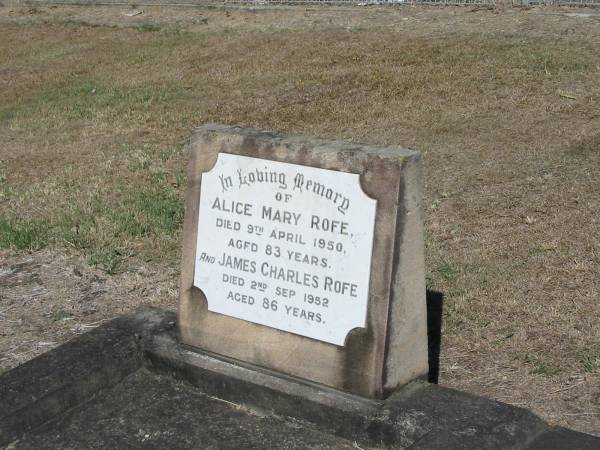 In Loving Memory
OF
ALICE MARY ROFE,
DIED 9TH APRIL 1950,
AGED 83 YEARS.
AND JAMES CHARLES ROFE
DIED 2ND SEP 1952
AGED 86 YEARS.